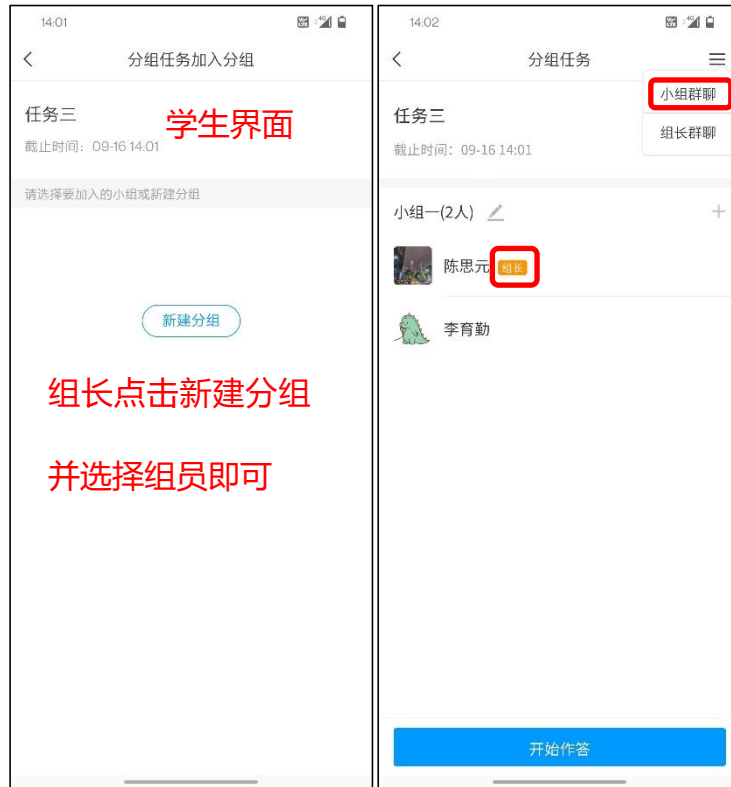 14:01
分组任务加入分组
任务三
学生界面
截止时间：09-16 14:01
请选择要加入的小组或新建分组
新建分组
组长点击新建分组
并选择组员即可
14:02
分组任务
小组群聊
组长群聊
任务三
截止时间：09-16 14:01
小组一(2人)
陈思元 组长
李育勤
开始作答